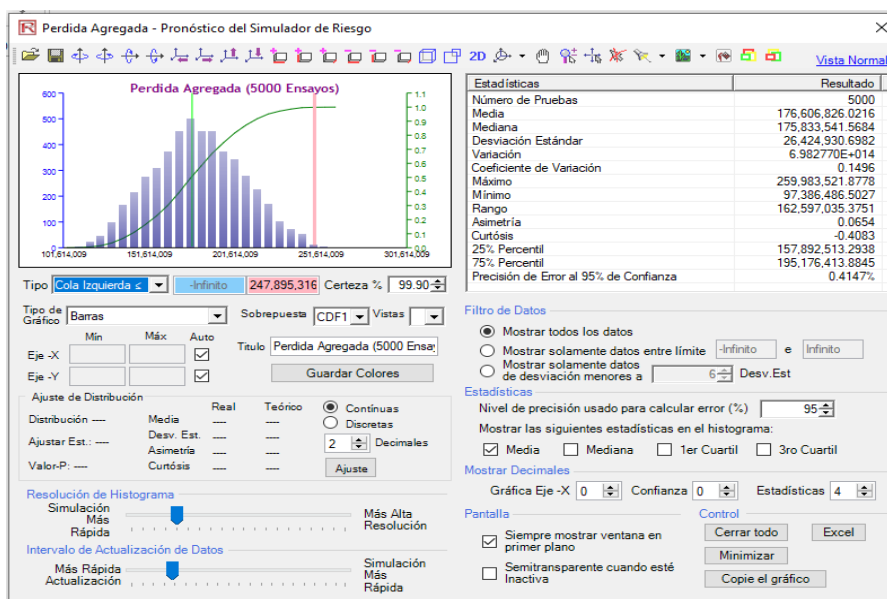 Perdida Agregada - Pronóstico del Simulador de Riesgo
2D
Vista Normal
Perdida Agregada (5000 Ensayos)
600
500
400
300
200
100
0
1.1
1.0
0.9
0.8
0.7
0.6
0.5
0.4
0.3
0.2
0.1
0.0
101,614,009 151,614,009 201,614,009 251,614,009 301,614,009
Tipo Cola Izquierda ≤ -Infinito 247,895,316 Certeza % 99.90
Tipo de Gráfico Barras Sobrepuesta CDF1 Vistas
Mín Máx Auto
Eje -X
Eje -Y
Titulo Perdida Agregada (5000 Ensa
Guardar Colores
Ajuste de Distribución
Real Teórico
Distribución ---- Media ---- ----
Ajustar Est.: ---- Desv. Est. ---- ----
Asimetría ---- ----
Valor-P: ---- Curtósis ---- ----
Contínuas
Discretas
2 Decimales
Ajuste
Resolución de Histograma
Simulación Más Rápida
Más Alta Resolución
Intervalo de Actualización de Datos
Más Rápida Actualización
Simulación Más Rápida
Estadísticas Resultado
Número de Pruebas 5000
Media 176,606,826.0216
Mediana 175,833,541.5684
Desviación Estándar 26,424,930.6982
Variación 6.982770E+014
Coeficiente de Variación 0.1496
Máximo 259,983,521.8778
Mínimo 97,386,486.5027
Rango 162,597,035.3751
Asimetría 0.0654
Curtósis -0.4083
25% Percentil 157,892,513.2938
75% Percentil 195,176,413.8845
Precisión de Error al 95% de Confianza 0.4147%
Filtro de Datos
Mostrar todos los datos
Mostrar solamente datos entre límite -Infinito e Infinito
Mostrar solamente datos
de desviación menores a 6 Desv.Est
Estadísticas
Nivel de precisión usado para calcular error (%) 95
Mostrar las siguientes estadísticas en el histograma:
Media Mediana 1er Cuartil 3ro Cuartil
Mostrar Decimales
Gráfica Eje -X 0 Confianza 0 Estadísticas 4
Pantalla
Siempre mostrar ventana en
primer plano
Semitransparente cuando esté
Inactiva
Control
Cerrar todo Excel
Minimizar
Copie el gráfico